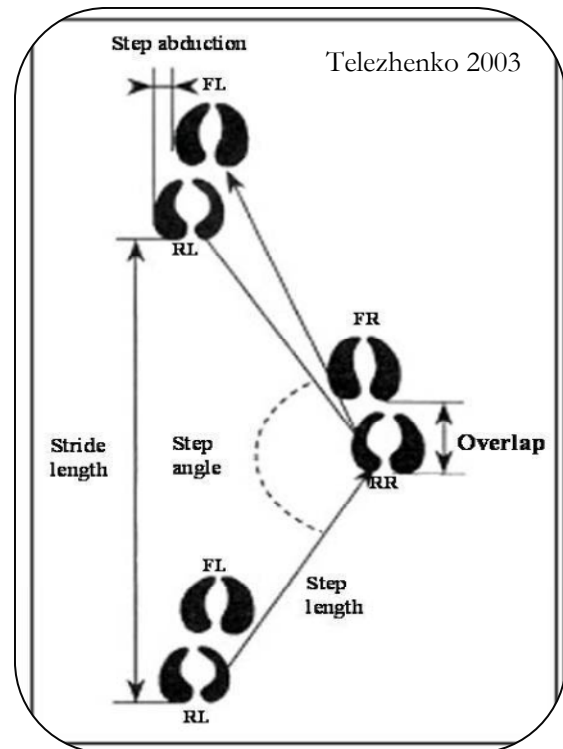 Step abduction
Telezhenko 2003
FL
RL
FR
Stride
length
Step
angle
Overlap
RR
FL
Step
length
RL